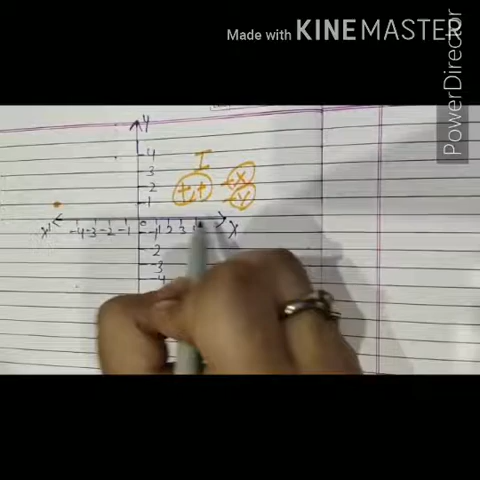 Made with KINEMASTER
PowerDirector
Y
4
I
3
+,+
X
2
1
Y
X' -4 -3 -2 -1 0 1 2 3 X
-1
-2
-3
-4